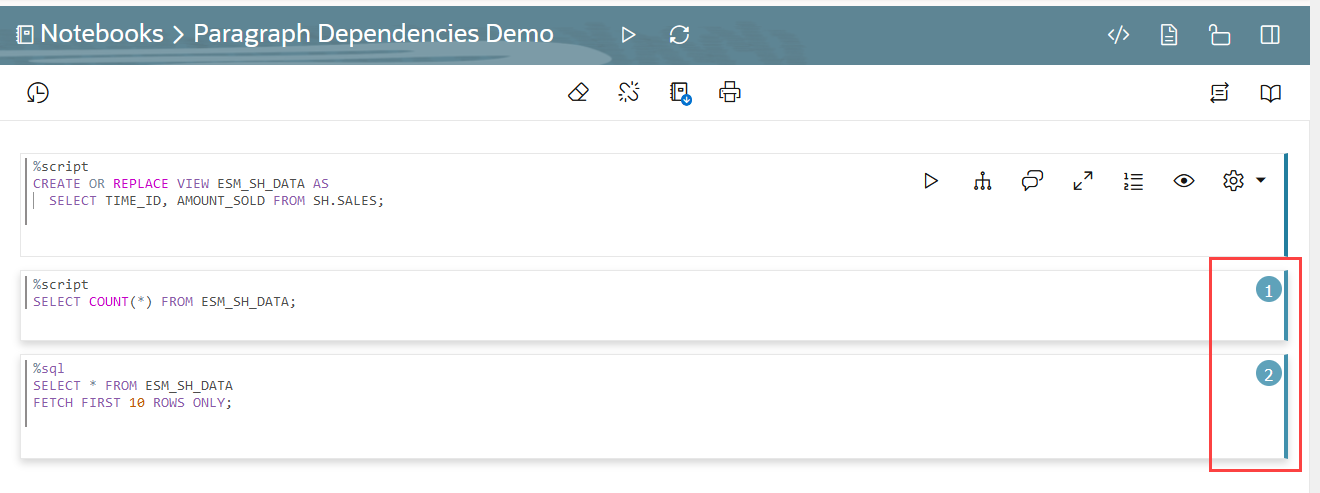 Notebooks > Paragraph Dependencies Demo
%script
CREATE OR REPLACE VIEW ESM_SH_DATA AS
SELECT TIME_ID, AMOUNT_SOLD FROM SH.SALES;
%script
SELECT COUNT(*) FROM ESM_SH_DATA;
1
%sql
SELECT * FROM ESM_SH_DATA
FETCH FIRST 10 ROWS ONLY;
2